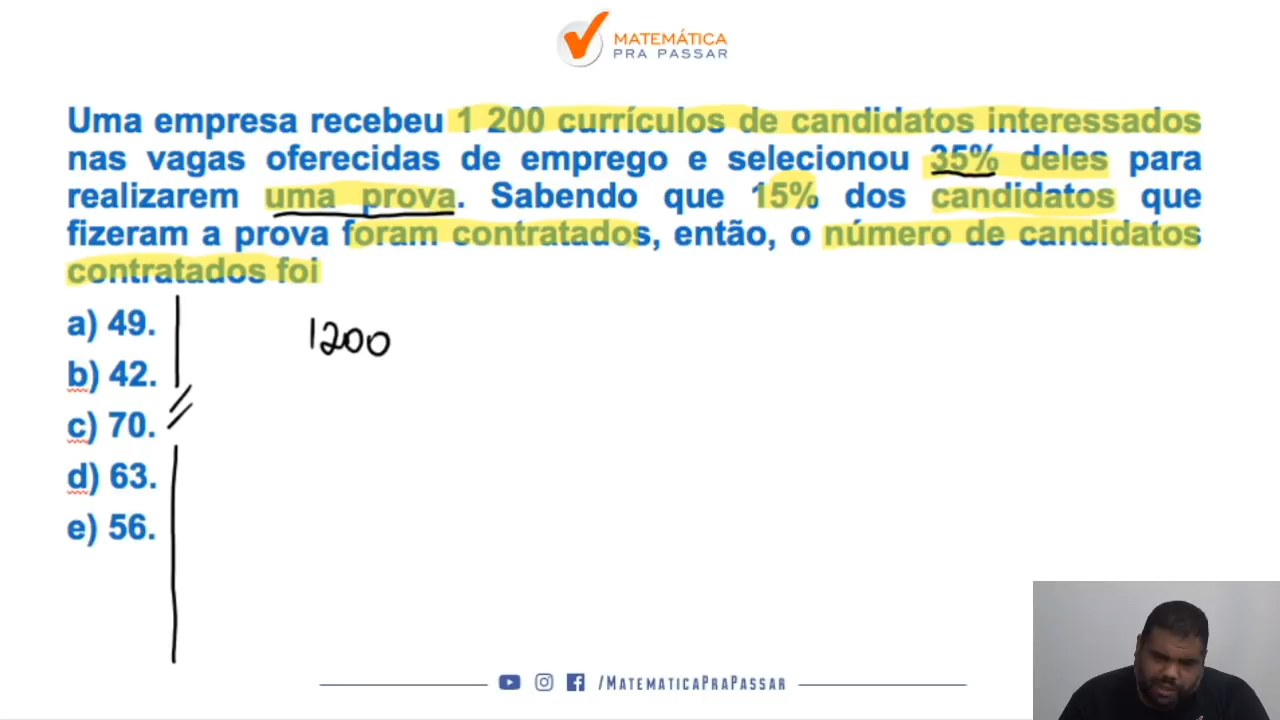 MATEMÁTICA
PRA PASSAR
Uma empresa recebeu 1 200 currículos de candidatos interessados
nas vagas oferecidas de emprego e selecionou 35% deles para
realizarem uma prova. Sabendo que 15% dos candidatos que
fizeram a prova foram contratados, então, o número de candidatos
contratados foi
a) 49.
b) 42.
c) 70.
d) 63.
e) 56.
1200
/MATEMATICAPRAPASSAR